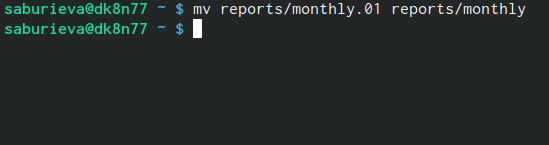 saburieva@dk8n77 ~ $ mv reports/monthly.01 reports/monthly
saburieva@dk8n77 ~ $